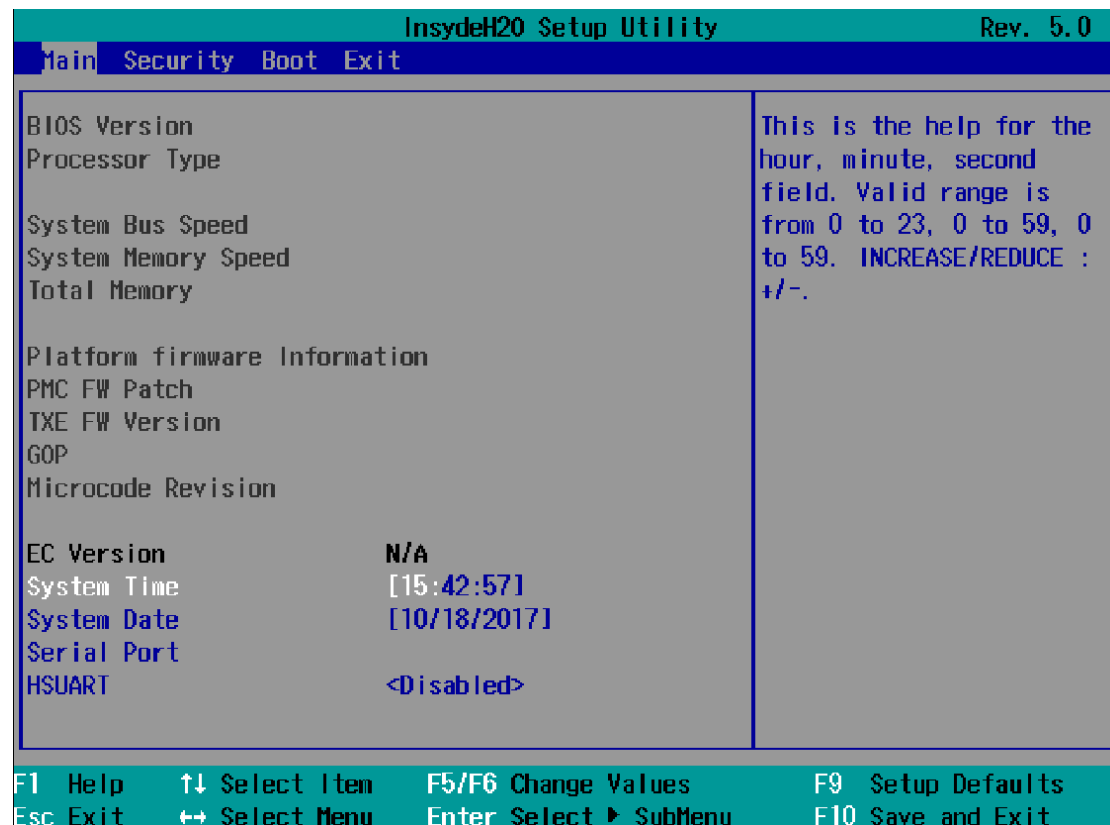 InsydeH20 Setup Utility Rev. 5.0
Main Security Boot Exit
BIOS Version
Processor Type
System Bus Speed
System Memory Speed
Total Memory
Platform firmware Information
PMC FW Patch
TXE FW Version
GOP
Microcode Revision
EC Version N/A
System Time [15:42:57]
System Date [10/18/2017]
Serial Port
HSUART <Disabled>
This is the help for the
hour, minute, second
field. Valid range is
from 0 to 23, 0 to 59, 0
to 59. INCREASE/REDUCE :
+/-.
F1 Help ↑↓ Select Item F5/F6 Change Values F9 Setup Defaults
Esc Exit ↔ Select Menu Enter Select ▶ SubMenu F10 Save and Exit